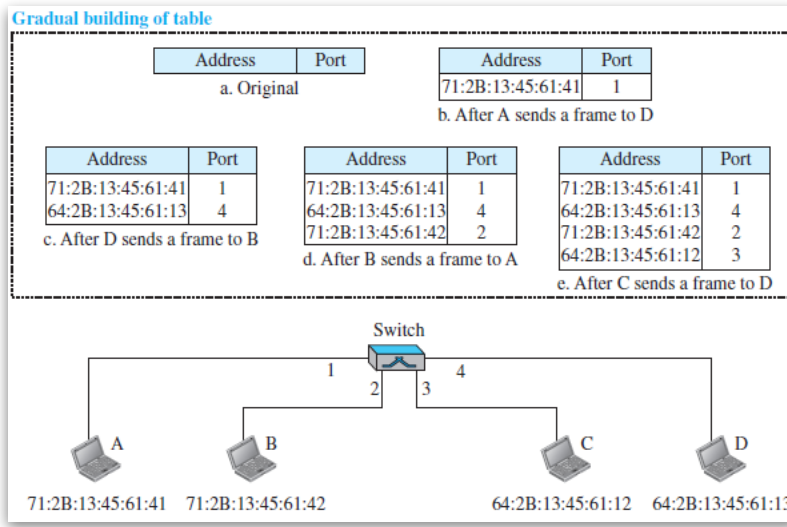 Gradual building of table
Address Port
a. Original
Address Port
71:2B:13:45:61:41 1
b. After A sends a frame to D
Address Port
71:2B:13:45:61:41 1
64:2B:13:45:61:13 4
c. After D sends a frame to B
Address Port
71:2B:13:45:61:41 1
64:2B:13:45:61:13 4
71:2B:13:45:61:42 2
d. After B sends a frame to A
Address Port
71:2B:13:45:61:41 1
64:2B:13:45:61:13 4
71:2B:13:45:61:42 2
64:2B:13:45:61:12 3
e. After C sends a frame to D
Switch
1 2 3 4
A B C D
71:2B:13:45:61:41 71:2B:13:45:61:42 64:2B:13:45:61:12 64:2B:13:45:61:13